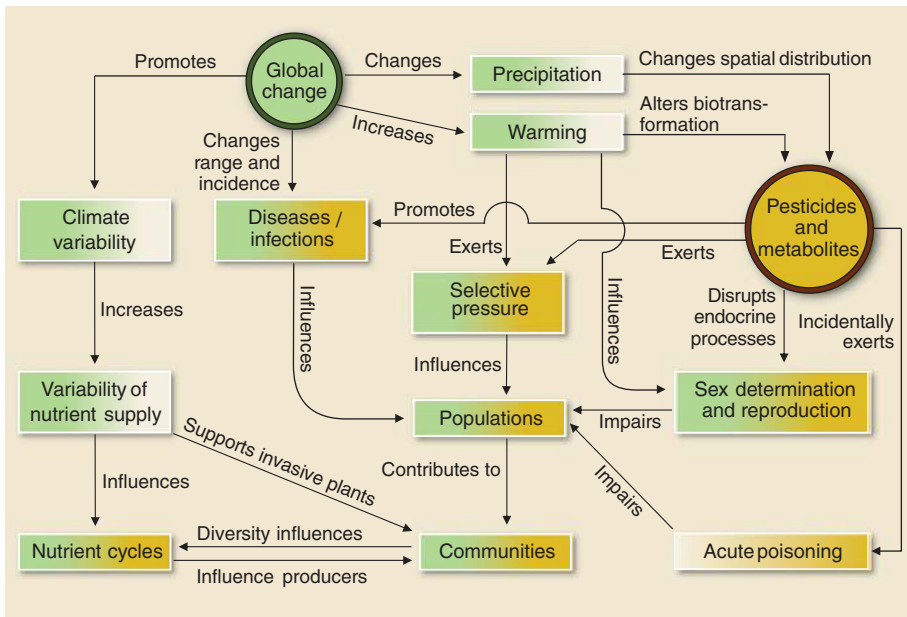 Promotes
Global
change
Changes
Precipitation
Changes spatial distribution
Increases
Warming
Alters biotrans-
formation
Changes
range and
incidence
Climate
variability
Diseases /
infections
Promotes
Pesticides
and
metabolites
Exerts
Exerts
Selective
pressure
Increases
Influences
Influences
Disrupts
endocrine
processes
Incidentally
exerts
Influences
Variability of
nutrient supply
Populations
Impairs
Sex determination
and reproduction
Supports invasive plants
Contributes to
Impairs
Influences
Nutrient cycles
Diversity influences
Influence producers
Communities
Acute poisoning